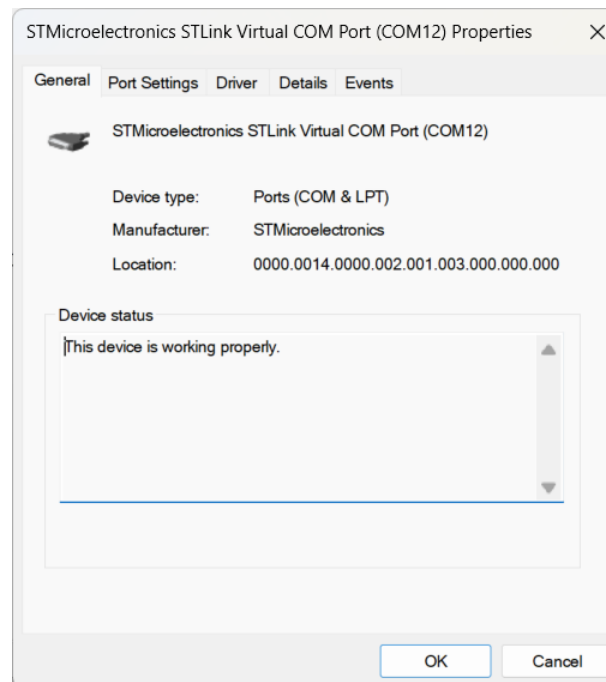 STMicroelectronics STLink Virtual COM Port (COM12) Properties
General Port Settings Driver Details Events
STMicroelectronics STLink Virtual COM Port (COM12)
Device type: Ports (COM & LPT)
Manufacturer: STMicroelectronics
Location: 0000.0014.0000.002.001.003.000.000.000
Device status
This device is working properly.
OK Cancel